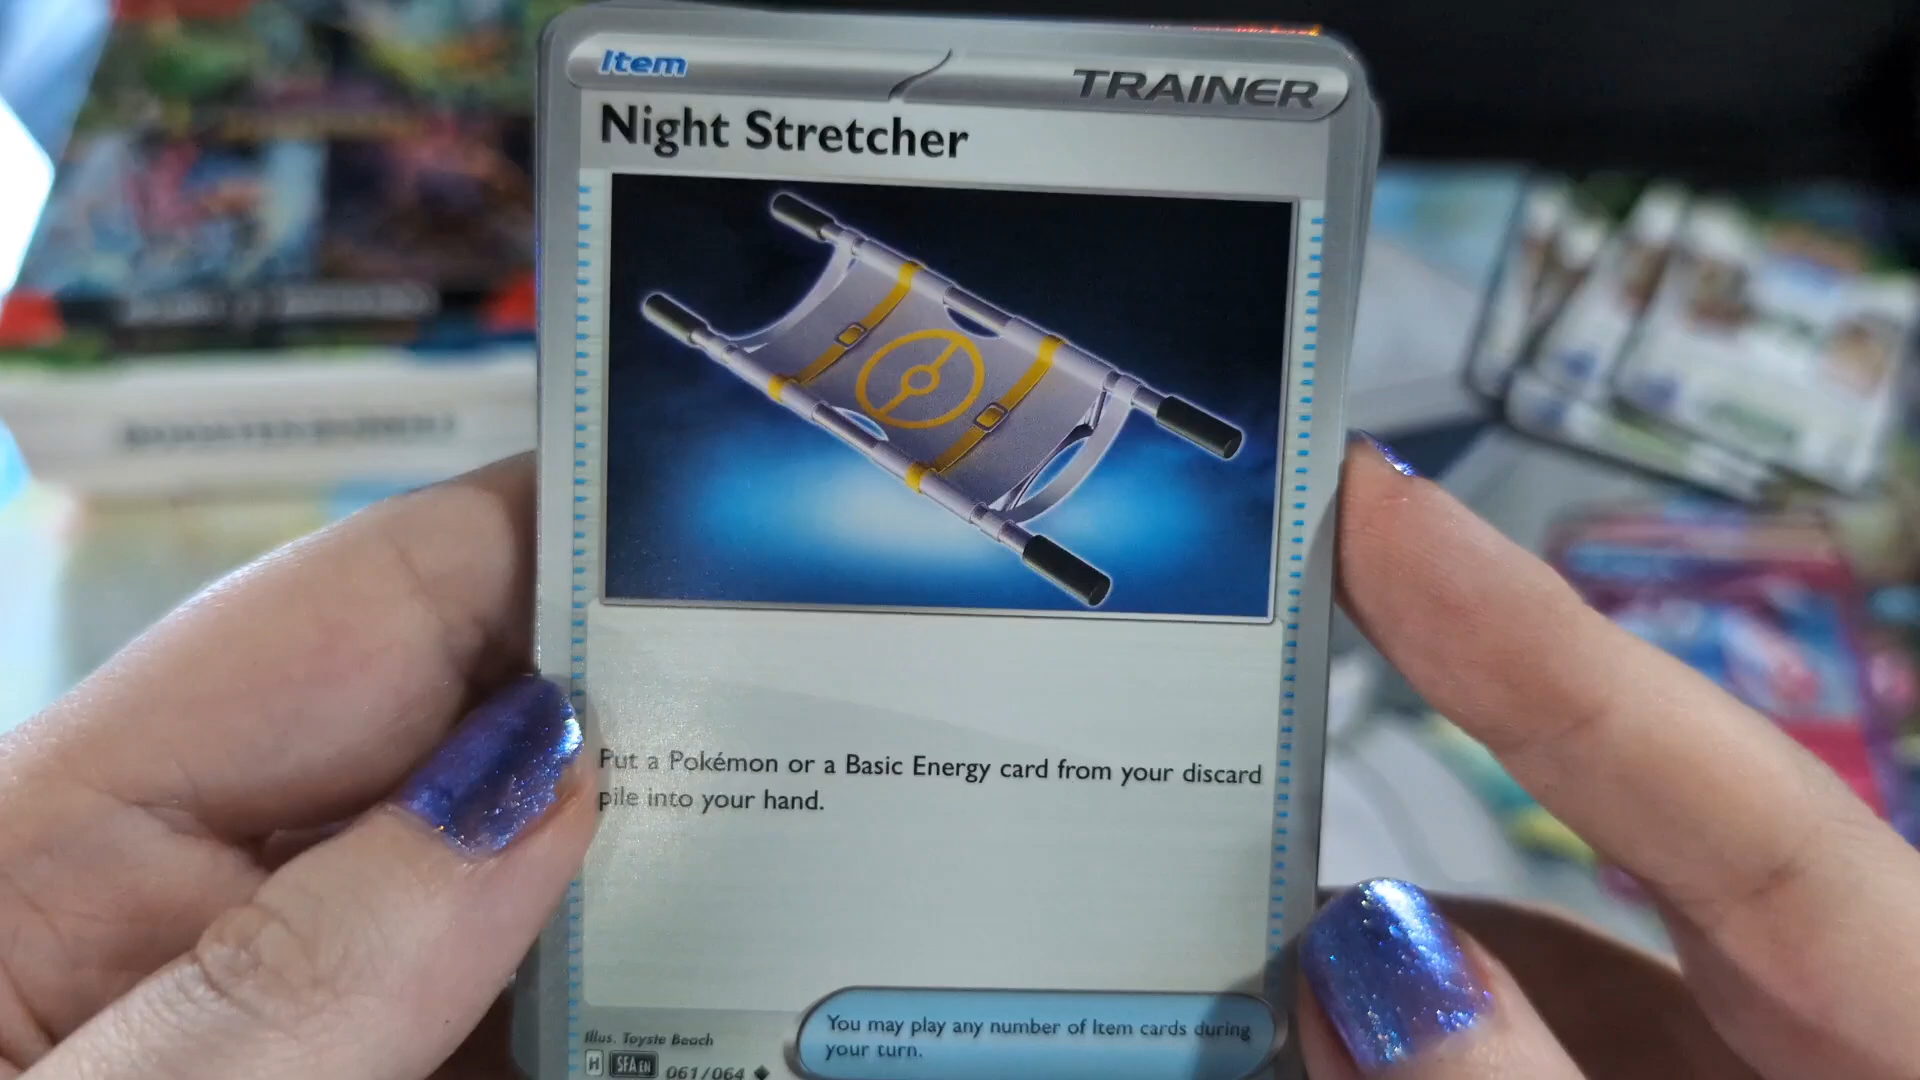 Item
TRAINER
Night Stretcher
Put a Pokémon or a Basic Energy card from your discard
pile into your hand.
Illus. Toyste Beach
You may play any number of Item cards during
your turn.
H SFA EN 061/064